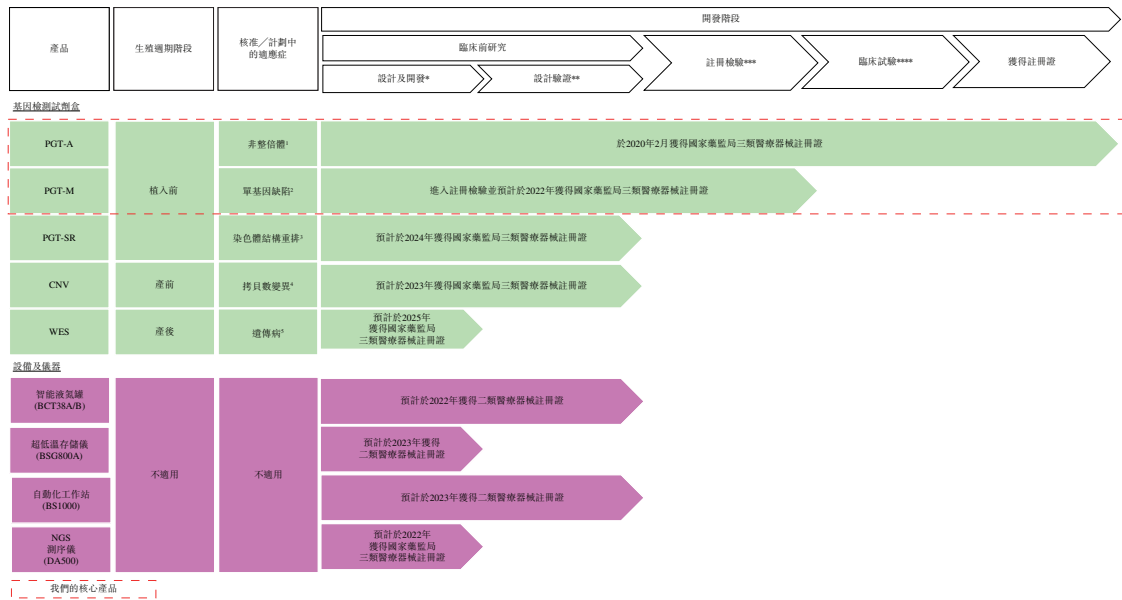 產品
生殖週期階段
核准／計劃中
的適應症
開發階段
臨床前研究
設計及開發*
設計驗證**
註冊檢驗***
臨床試驗****
獲得註冊證
基因檢測試劑盒
PGT-A
植入前
非整倍體1
於2020年2月獲得國家藥監局三類醫療器械註冊證
PGT-M
單基因缺陷2
進入註冊檢驗並預計於2022年獲得國家藥監局三類醫療器械註冊證
PGT-SR
染色體結構重排3
預計於2024年獲得國家藥監局三類醫療器械註冊證
CNV
產前
拷貝數變異4
預計於2023年獲得國家藥監局三類醫療器械註冊證
WES
產後
遺傳病5
預計於2025年
獲得國家藥監局
三類醫療器械註冊證
設備及儀器
智能液氮罐
(BCT38A/B)
不適用
不適用
預計於2022年獲得二類醫療器械註冊證
超低溫存儲儀
(BSG800A)
預計於2023年獲得
二類醫療器械註冊證
自動化工作站
(BS1000)
預計於2023年獲得二類醫療器械註冊證
NGS
測序儀
(DA500)
預計於2022年
獲得國家藥監局
三類醫療器械註冊證
我們的核心產品